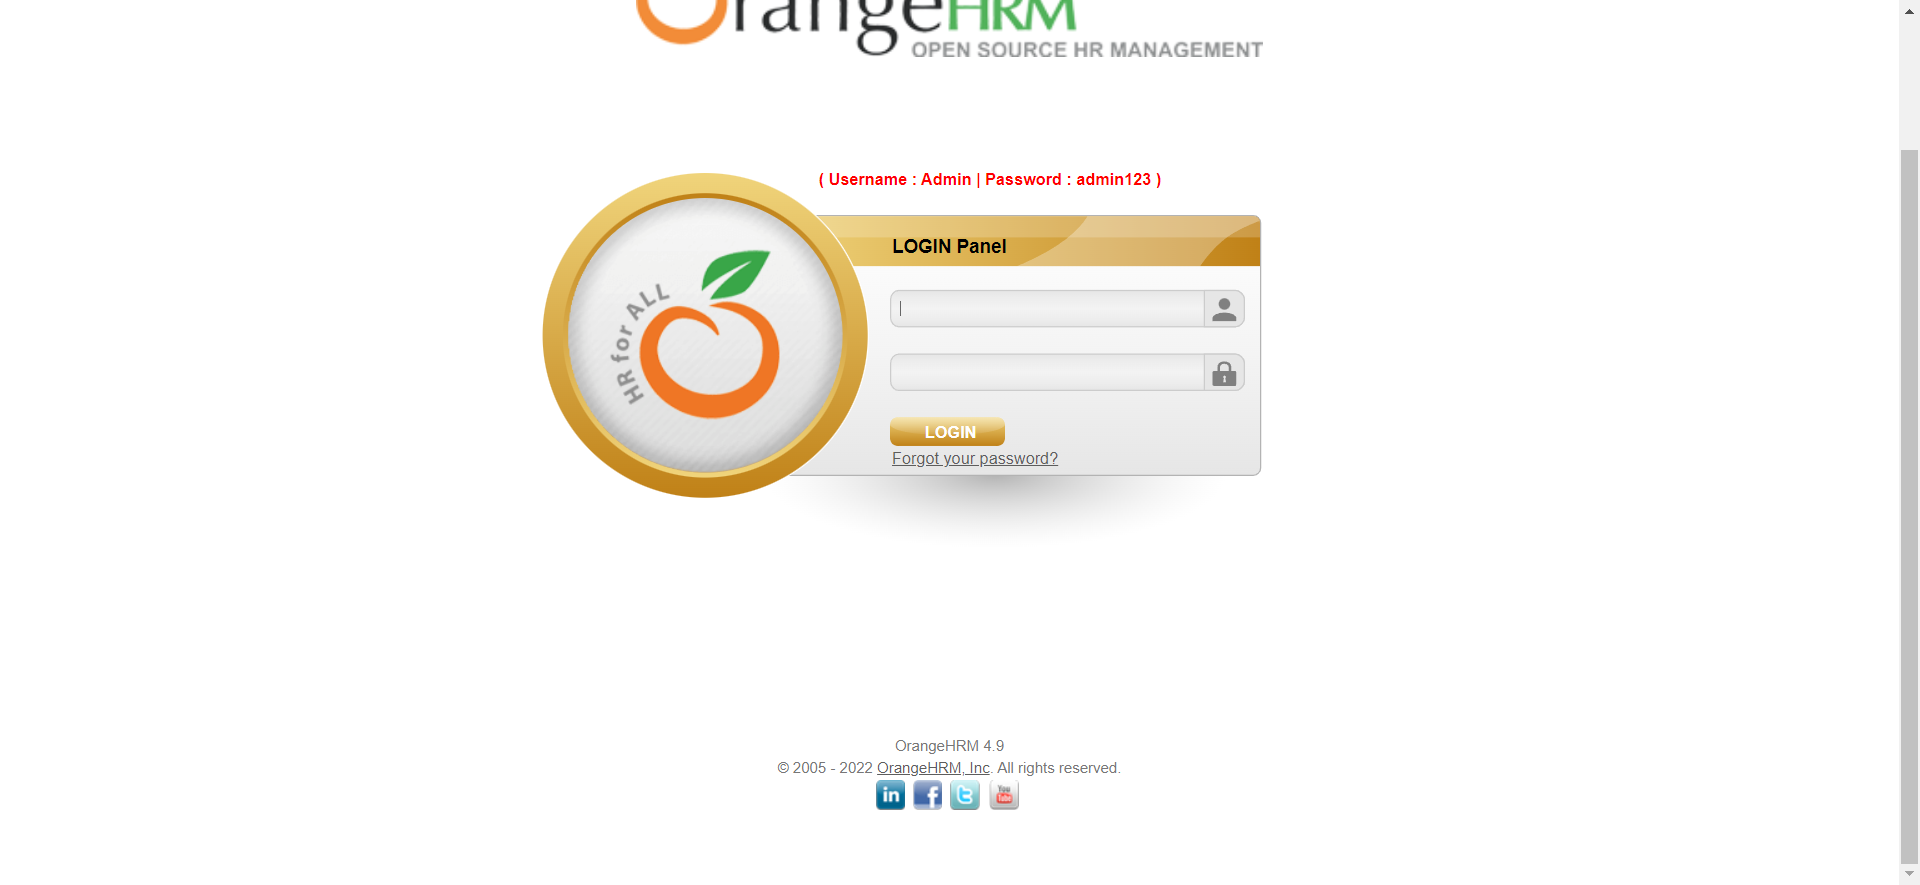 OrangeHRM
OPEN SOURCE HR MANAGEMENT
( Username : Admin | Password : admin123 )
LOGIN Panel
HR for ALL
LOGIN
Forgot your password?
OrangeHRM 4.9
© 2005 - 2022 OrangeHRM, Inc. All rights reserved.
in f t You Tube